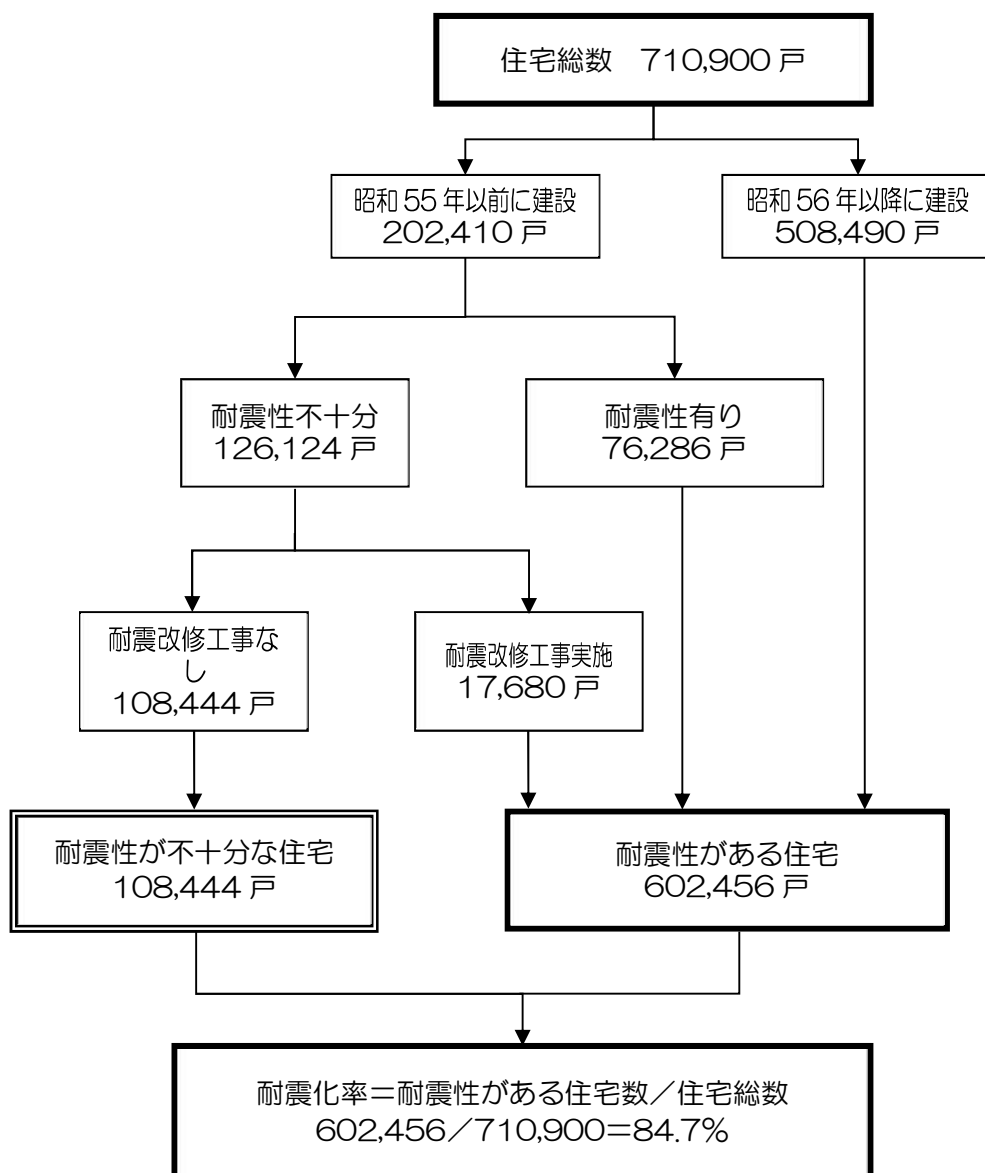 住宅総数　710,900 戸
昭和 55 年以前に建設
202,410 戸
昭和 56 年以降に建設
508,490 戸
耐震性不十分
126,124 戸
耐震性有り
76,286 戸
耐震改修工事な
し
108,444 戸
耐震改修工事実施
17,680 戸
耐震性が不十分な住宅
108,444 戸
耐震性がある住宅
602,456 戸
耐震化率＝耐震性がある住宅数／住宅総数
602,456／710,900＝84.7%